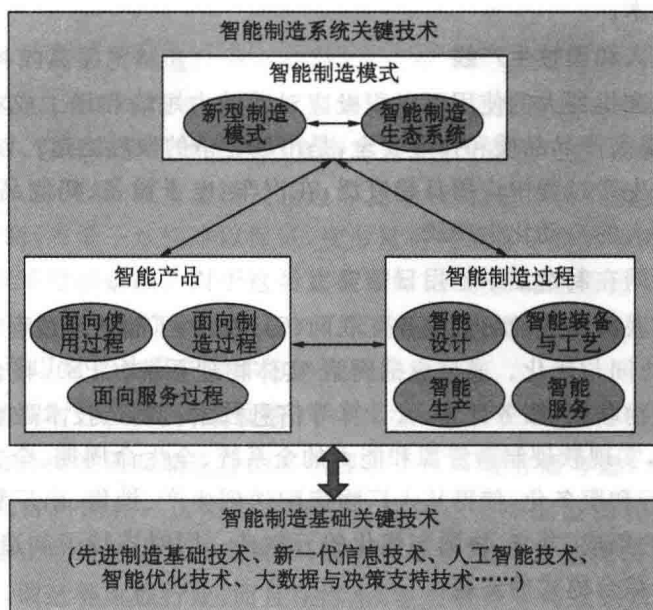 智能制造系统关键技术
智能制造模式
新型制造
模式
智能制造
生态系统
智能产品
面向使
用过程
面向制
造过程
面向服务过程
智能制造过程
智能
设计
智能装备
与工艺
智能
生产
智能
服务
智能制造基础关键技术
(先进制造基础技术、新一代信息技术、人工智能技术、
智能优化技术、大数据与决策支持技术……)